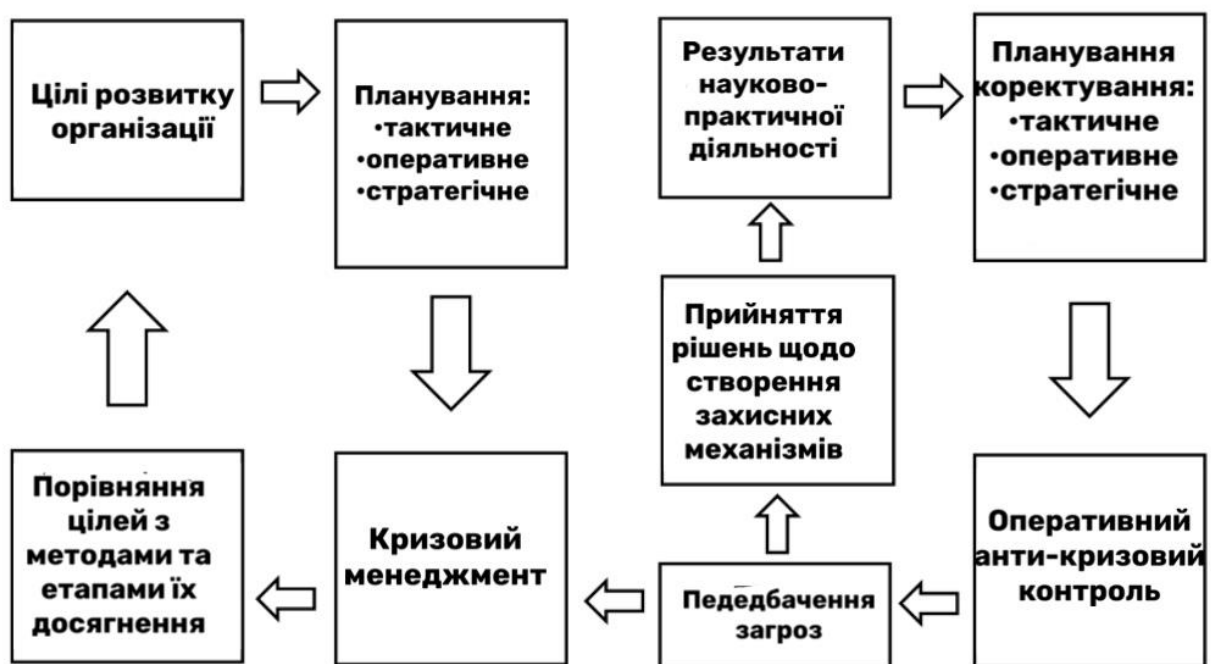 Цілі розвитку
організації
Планування:
•тактичне
•оперативне
•стратегічне
Результати
науково-
практичної
діяльності
Планування
коректування:
•тактичне
•оперативне
•стратегічне
Прийняття
рішень щодо
створення
захисних
механізмів
Порівняння
цілей з
методами та
етапами їх
досягнення
Кризовий
менеджмент
Педедбачення
загроз
Оперативний
анти-кризовий
контроль